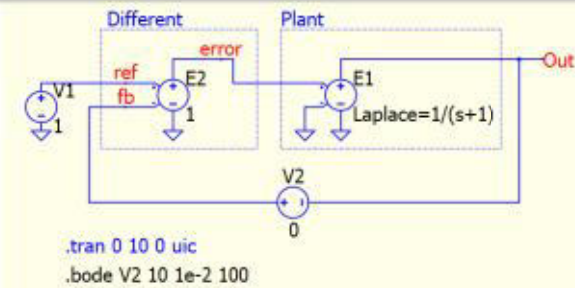 Different
Plant
error
Out
ref
E2
E1
V1
fb
1
1
Laplace=1/(s+1)
V2
0
.tran 0 10 0 uic
.bode V2 10 1e-2 100